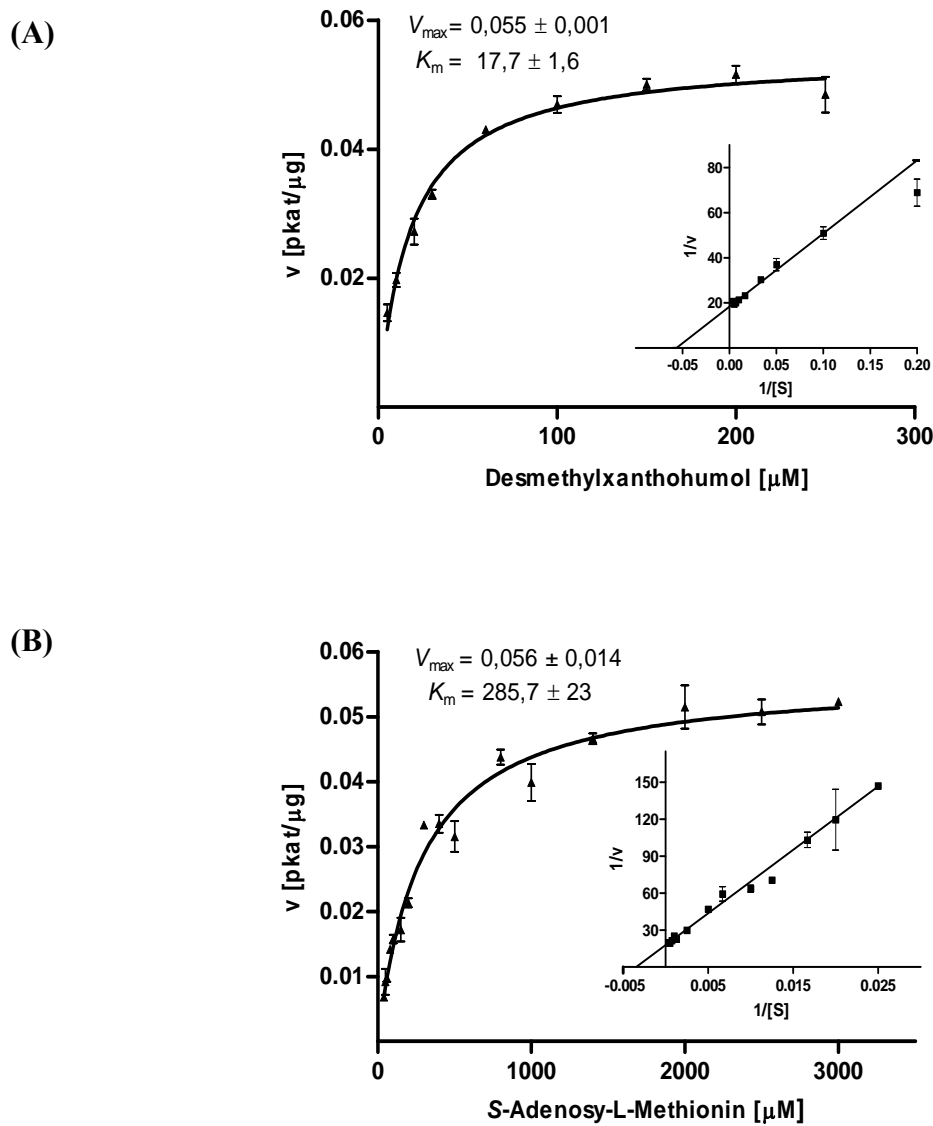 (A)
0.06
0.04
0.02
0
100
200
300
v [pkat/μg]
Desmethylxanthohumol [μM]
Vmax = 0,055 ± 0,001
Km = 17,7 ± 1,6
80
60
40
20
-0.05
0.00
0.05
0.10
0.15
0.20
1/v
1/[S]
(B)
0.06
0.05
0.04
0.03
0.02
0.01
0
1000
2000
3000
v [pkat/μg]
S-Adenosy-L-Methionin [μM]
Vmax = 0,056 ± 0,014
Km = 285,7 ± 23
150
120
90
60
30
-0.005
0.005
0.015
0.025
1/v
1/[S]